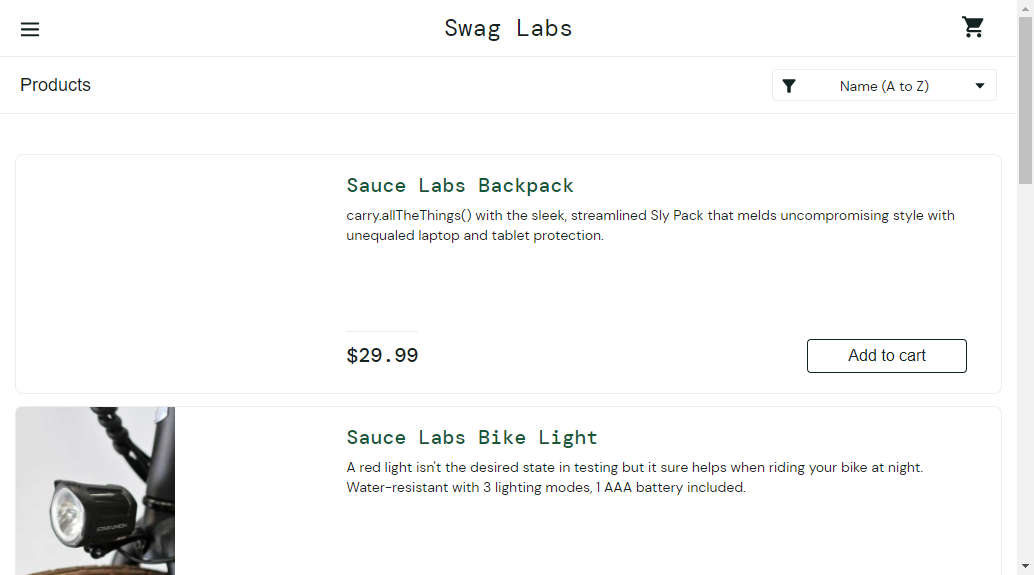 Swag Labs
Products
Name (A to Z)
Sauce Labs Backpack
carry.allTheThings() with the sleek, streamlined Sly Pack that melds uncompromising style with
unequaled laptop and tablet protection.
$29.99
Add to cart
Sauce Labs Bike Light
A red light isn't the desired state in testing but it sure helps when riding your bike at night.
Water-resistant with 3 lighting modes, 1 AAA battery included.